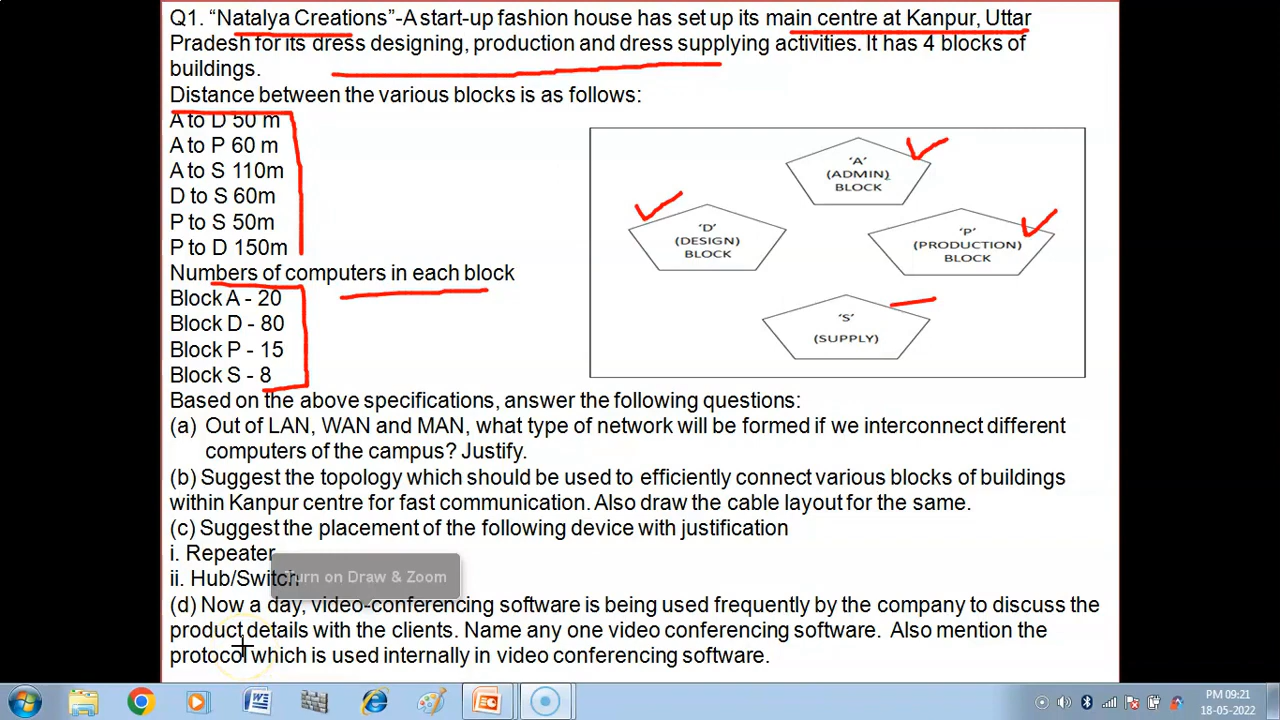 Q1. “Natalya Creations”-A start-up fashion house has set up its main centre at Kanpur, Uttar
Pradesh for its dress designing, production and dress supplying activities. It has 4 blocks of
buildings.
Distance between the various blocks is as follows:
A to D 50 m
A to P 60 m
A to S 110m
D to S 60m
P to S 50m
P to D 150m
Numbers of computers in each block
Block A - 20
Block D - 80
Block P - 15
Block S - 8
‘A’
(ADMIN)
BLOCK
‘D’
(DESIGN)
BLOCK
‘P’
(PRODUCTION)
BLOCK
‘S’
(SUPPLY)
Based on the above specifications, answer the following questions:
(a) Out of LAN, WAN and MAN, what type of network will be formed if we interconnect different
computers of the campus? Justify.
(b) Suggest the topology which should be used to efficiently connect various blocks of buildings
within Kanpur centre for fast communication. Also draw the cable layout for the same.
(c) Suggest the placement of the following device with justification
i. Repeater
ii. Hub/Switch
Turn on Draw & Zoom
(d) Now a day, video-conferencing software is being used frequently by the company to discuss the
product details with the clients. Name any one video conferencing software. Also mention the
protocol which is used internally in video conferencing software.
PM 09:21
18-05-2022